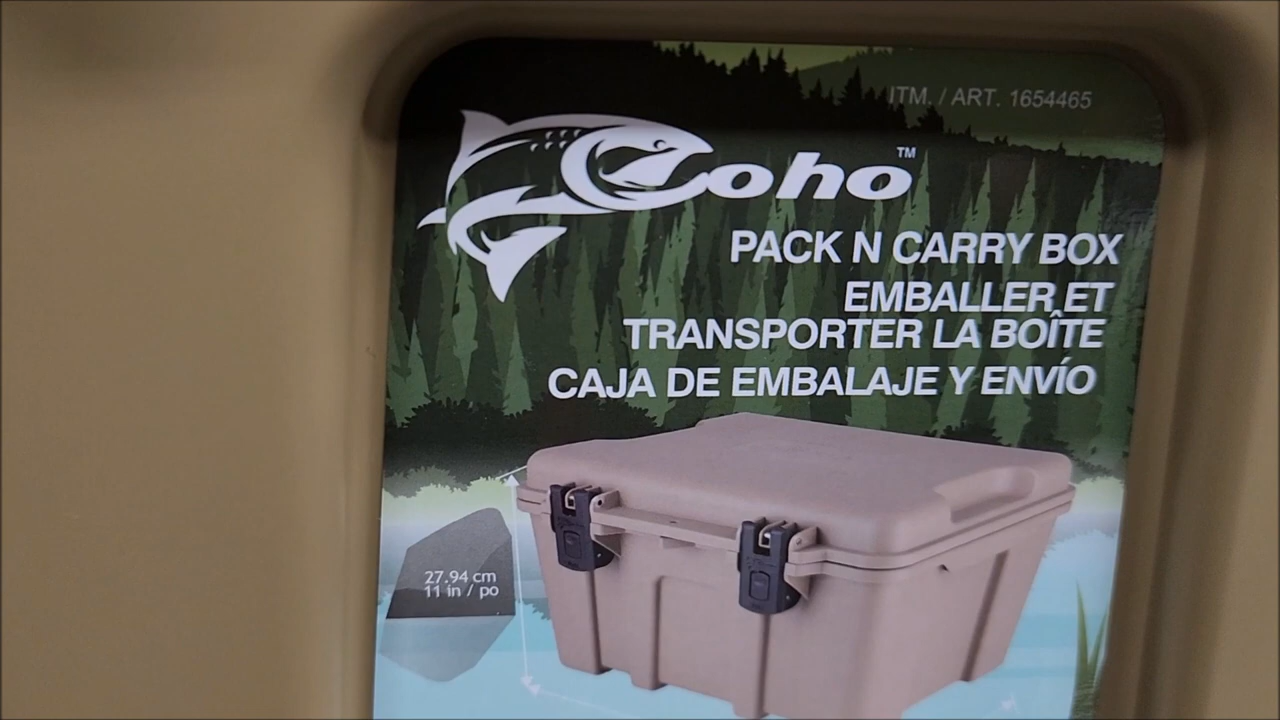 ITM. / ART. 1654465
Coho™
PACK N CARRY BOX
EMBALLER ET
TRANSPORTER LA BOÎTE
CAJA DE EMBALAJE Y ENVÍO
27.94 cm
11 in / po